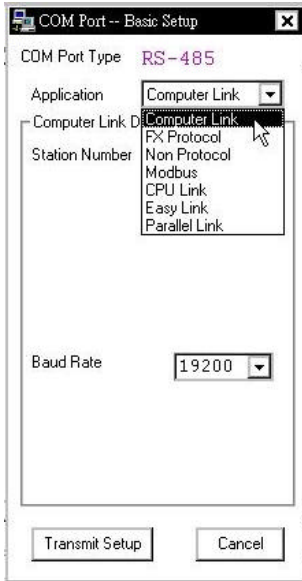 COM Port -- Basic Setup
COM Port Type RS-485
Application Computer Link
Computer Link D
Computer Link
FX Protocol
Station Number
Non Protocol
Modbus
CPU Link
Easy Link
Parallel Link
Baud Rate 19200
Transmit Setup Cancel